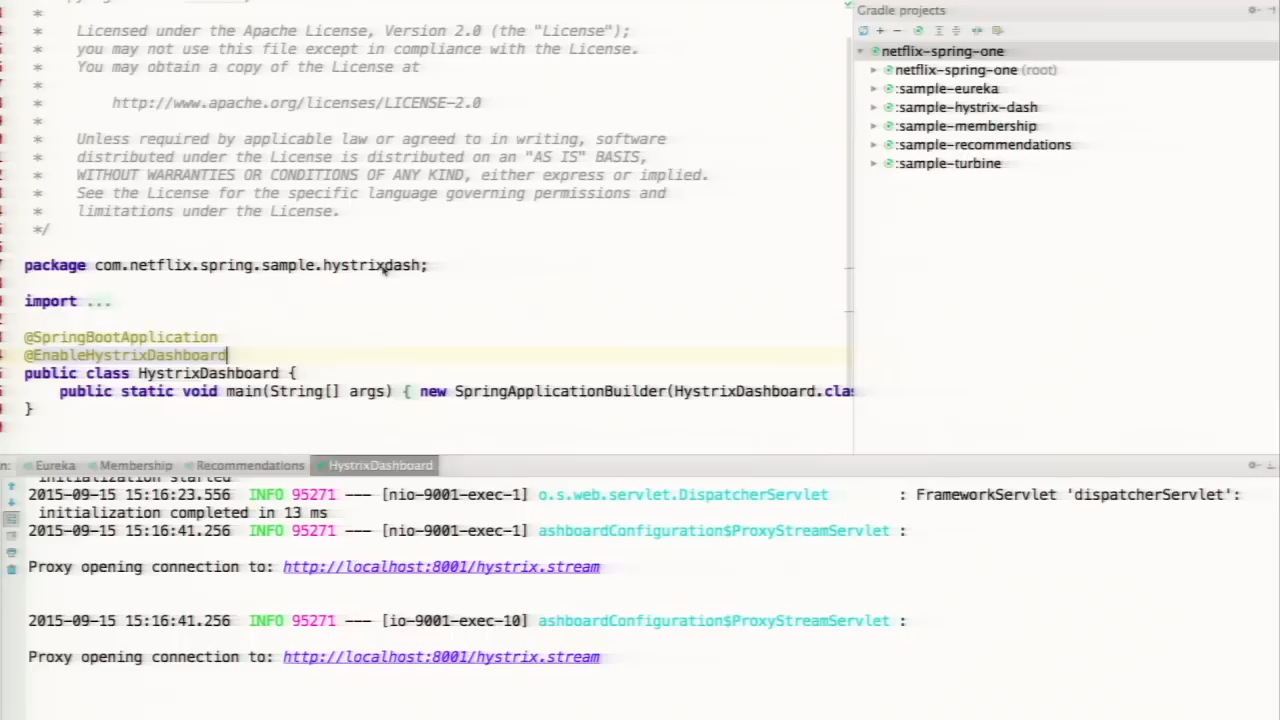 *
*    Licensed under the Apache License, Version 2.0 (the "License");
*    you may not use this file except in compliance with the License.
*    You may obtain a copy of the License at
*
*        http://www.apache.org/licenses/LICENSE-2.0
*
*    Unless required by applicable law or agreed to in writing, software
*    distributed under the License is distributed on an "AS IS" BASIS,
*    WITHOUT WARRANTIES OR CONDITIONS OF ANY KIND, either express or implied.
*    See the License for the specific language governing permissions and
*    limitations under the License.
*/
package com.netflix.spring.sample.hystrixdash;
import ...
@SpringBootApplication
@EnableHystrixDashboard
public class HystrixDashboard {
    public static void main(String[] args) { new SpringApplicationBuilder(HystrixDashboard.clas
}
Gradle projects
netflix-spring-one
netflix-spring-one (root)
:sample-eureka
:sample-hystrix-dash
:sample-membership
:sample-recommendations
:sample-turbine
n: Eureka Membership Recommendations HystrixDashboard
initialization started
2015-09-15 15:16:23.556  INFO 95271 --- [nio-9001-exec-1] o.s.web.servlet.DispatcherServlet        : FrameworkServlet 'dispatcherServlet':
initialization completed in 13 ms
2015-09-15 15:16:41.256  INFO 95271 --- [nio-9001-exec-1] ashboardConfiguration$ProxyStreamServlet :
Proxy opening connection to: http://localhost:8001/hystrix.stream
2015-09-15 15:16:41.256  INFO 95271 --- [io-9001-exec-10] ashboardConfiguration$ProxyStreamServlet :
Proxy opening connection to: http://localhost:8001/hystrix.stream